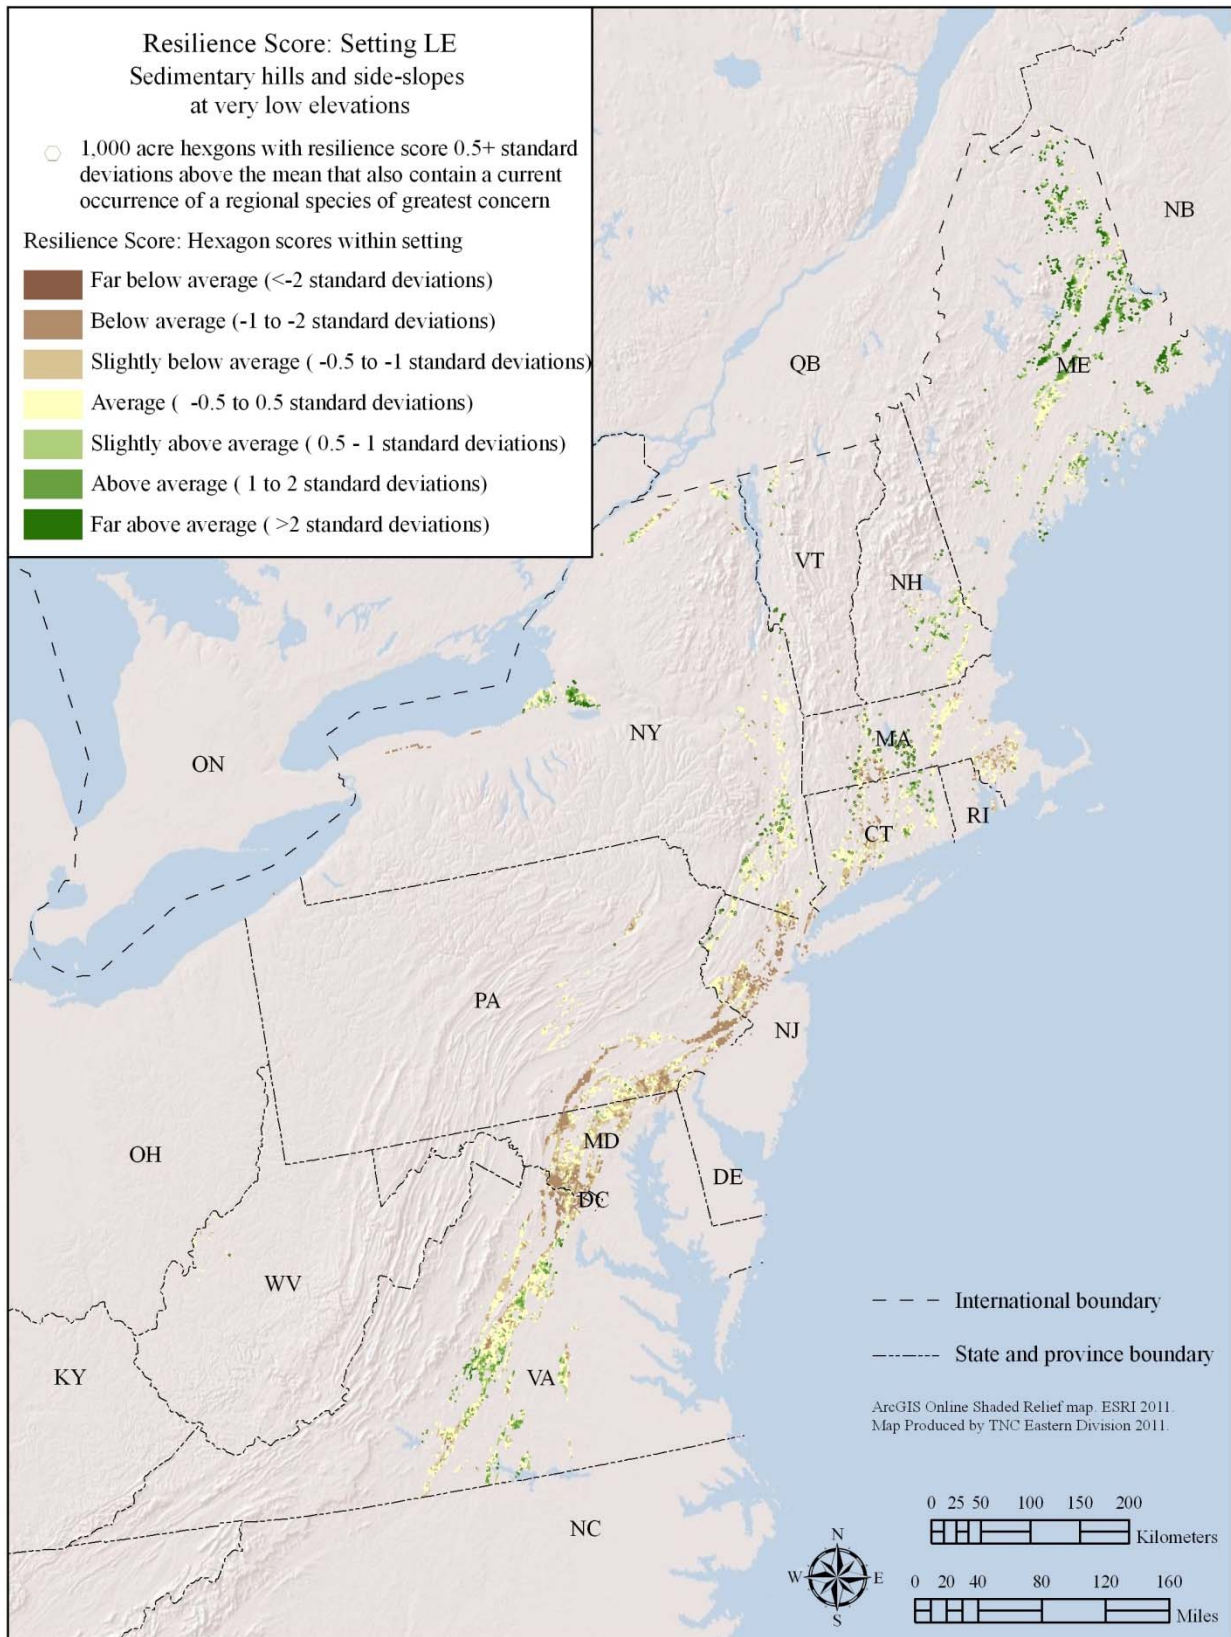 Resilience Score: Setting LE
Sedimentary hills and side-slopes
at very low elevations
1,000 acre hexgons with resilience score 0.5+ standard
deviations above the mean that also contain a current
occurrence of a regional species of greatest concern
Resilience Score: Hexagon scores within setting
Far below average (<-2 standard deviations)
Below average (-1 to -2 standard deviations)
Slightly below average ( -0.5 to -1 standard deviations)
Average ( -0.5 to 0.5 standard deviations)
Slightly above average ( 0.5 - 1 standard deviations)
Above average ( 1 to 2 standard deviations)
Far above average ( >2 standard deviations)
NB
QB
ME
VT
NH
NY
ON
MA
CT
RI
PA
NJ
OH
MD
DE
DC
WV
KY
VA
NC
International boundary
State and province boundary
ArcGIS Online Shaded Relief map. ESRI 2011.
Map Produced by TNC Eastern Division 2011.
0 25 50 100 150 200
Kilometers
N
W E
S
0 20 40 80 120 160
Miles